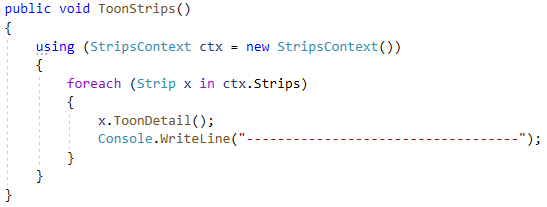 public void ToonStrips()
{
    using (StripsContext ctx = new StripsContext())
    {
        foreach (Strip x in ctx.Strips)
        {
            x.ToonDetail();
            Console.WriteLine("-----------------------------------");
        }
    }
}